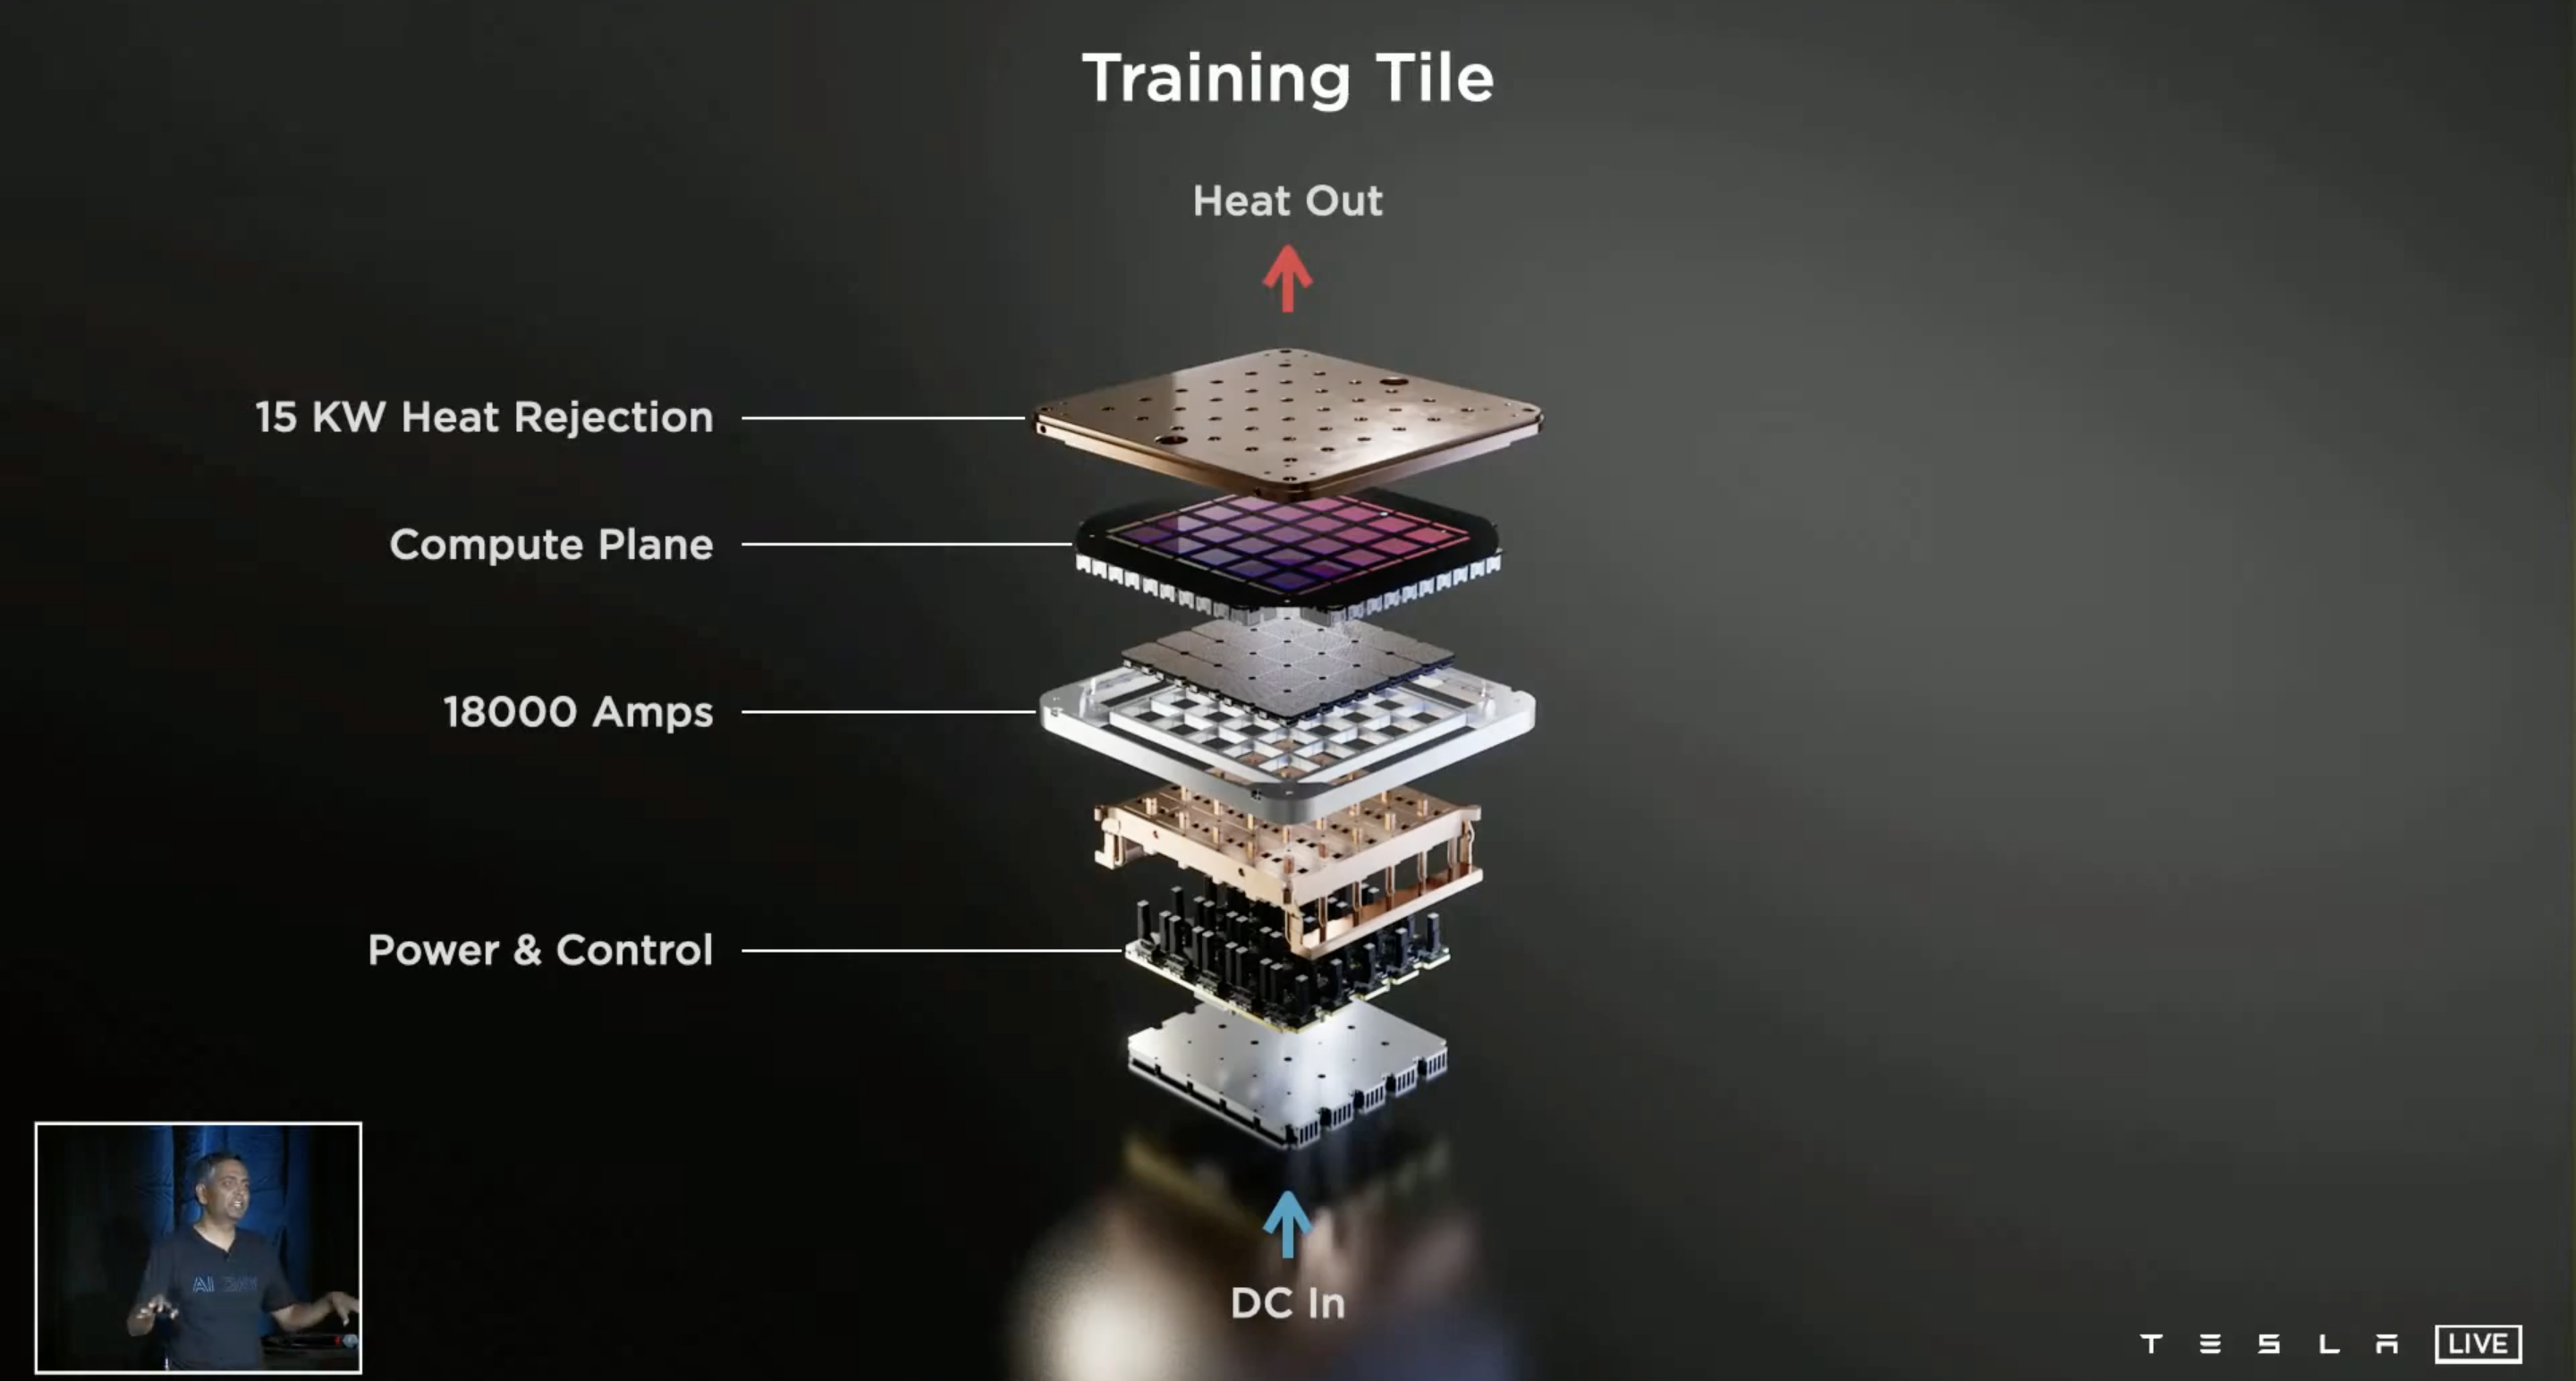 Training Tile
Heat Out
15 KW Heat Rejection
Compute Plane
18000 Amps
Power & Control
DC In
AI
TESLA LIVE